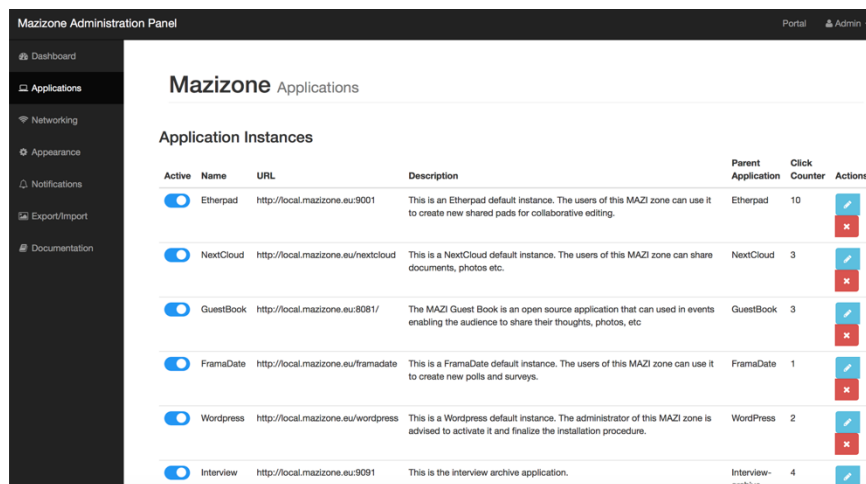 Mazizone Administration Panel
Portal
Admin
Dashboard
Applications
Networking
Appearance
Notifications
Export/Import
Documentation
Mazizone Applications
Application Instances
Active Name URL Description Parent Application Click Counter Actions
Etherpad http://local.mazizone.eu:9001 This is an Etherpad default instance. The users of this MAZI zone can use it Etherpad 10
to create new shared pads for collaborative editing.
NextCloud http://local.mazizone.eu/nextcloud This is a NextCloud default instance. The users of this MAZI zone can share NextCloud 3
documents, photos etc.
GuestBook http://local.mazizone.eu:8081/ The MAZI Guest Book is an open source application that can used in events GuestBook 3
enabling the audience to share their thoughts, photos, etc
FramaDate http://local.mazizone.eu/framadate This is a FramaDate default instance. The users of this MAZI zone can use it FramaDate 1
to create new polls and surveys.
Wordpress http://local.mazizone.eu/wordpress This is a Wordpress default instance. The administrator of this MAZI zone is WordPress 2
advised to activate it and finalize the installation procedure.
Interview http://local.mazizone.eu:9091 This is the interview archive application. Interview- 4
archive